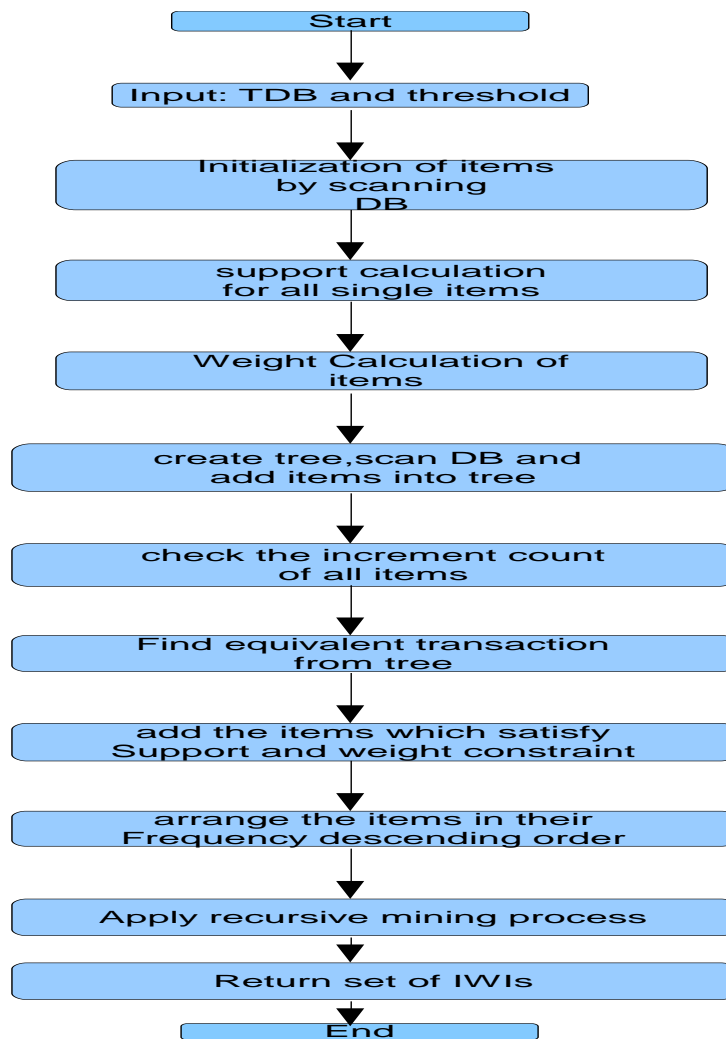 Start
Input: TDB and threshold
Initialization of items
by scanning
DB
support calculation
for all single items
Weight Calculation of
items
create tree,scan DB and
add items into tree
check the increment count
of all items
Find equivalent transaction
from tree
add the items which satisfy
Support and weight constraint
arrange the items in their
Frequency descending order
Apply recursive mining process
Return set of IWIs
End